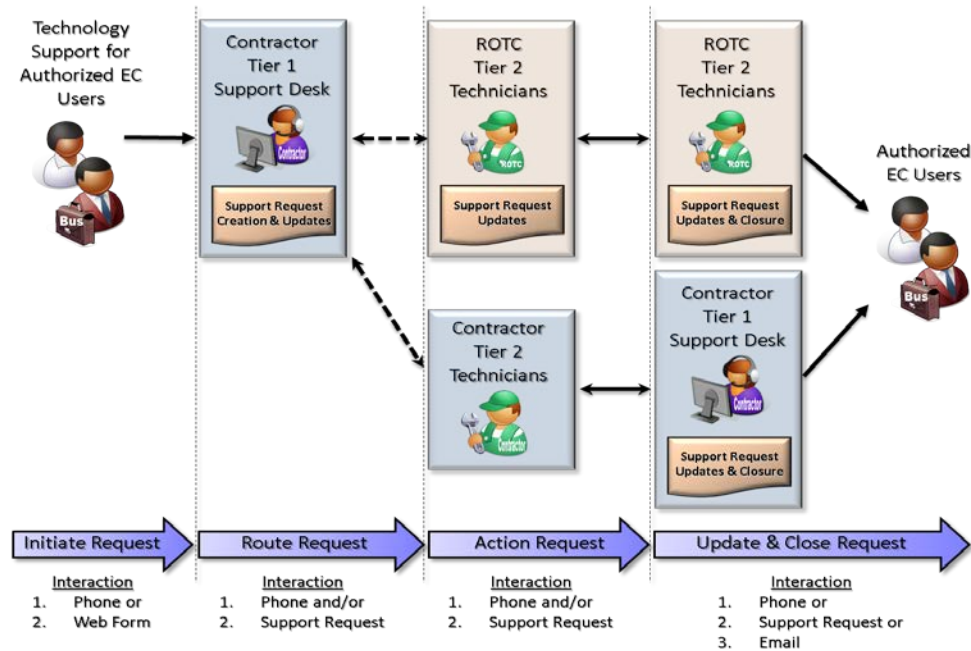 Technology
Support for
Authorized EC
Users
Bus
Contractor
Tier 1
Support Desk
Contractor
Support Request
Creation & Updates
ROTC
Tier 2
Technicians
ROTC
Support Request
Updates
ROTC
Tier 2
Technicians
ROTC
Support Request
Updates & Closure
Authorized
EC Users
Bus
Contractor
Tier 2
Technicians
Contractor
Contractor
Tier 1
Support Desk
Contractor
Support Request
Updates & Closure
Initiate Request
Route Request
Action Request
Update & Close Request
Interaction
1. Phone or
2. Web Form
Interaction
1. Phone and/or
2. Support Request
Interaction
1. Phone and/or
2. Support Request
Interaction
1. Phone or
2. Support Request or
3. Email